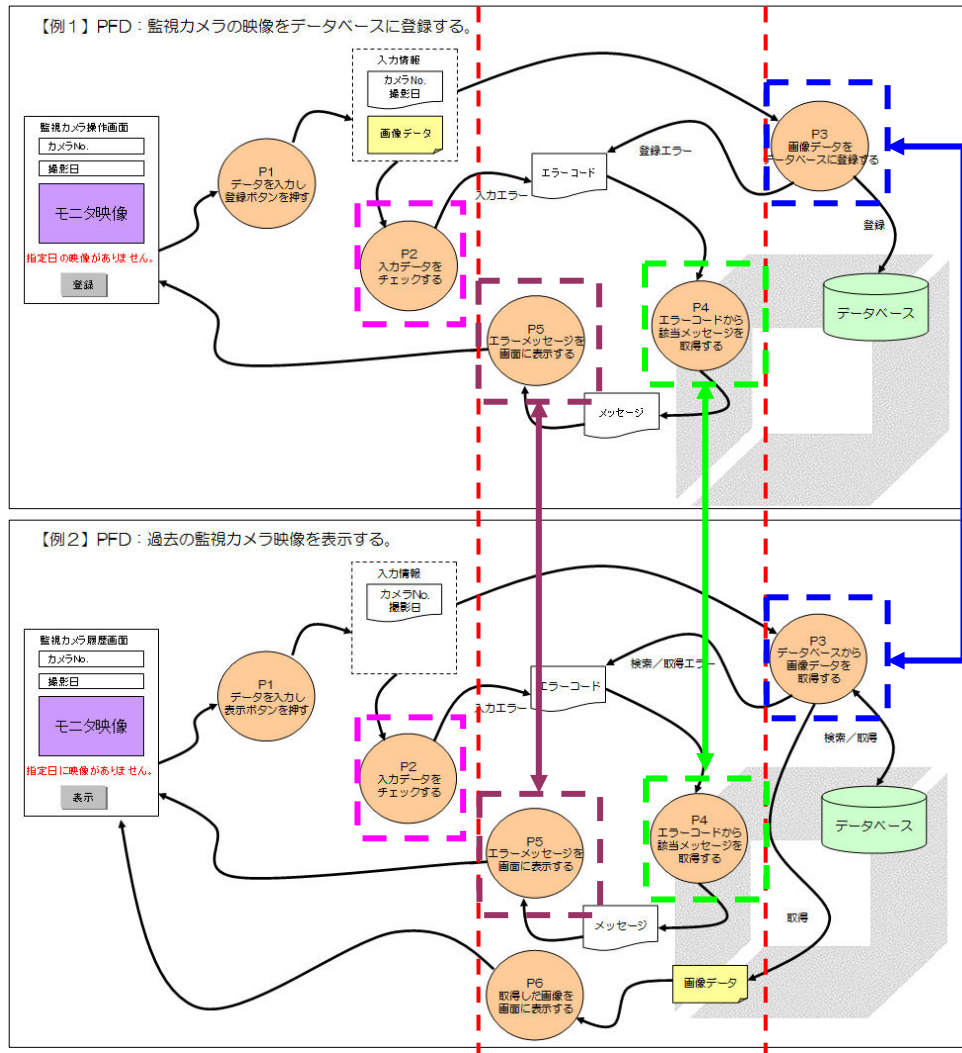 【例１】PFD：監視カメラの映像をデータベースに登録する。
入力情報
カメラNo.
撮影日
画像データ
監視カメラ操作画面
カメラNo.
撮影日
モニタ映像
指定日の映像がありません。
登録
P1
データを入力し
登録ボタンを押す
P2
入力データを
チェックする
入力エラー
エラーコード
登録エラー
P3
画像データを
データベースに登録する
登録
データベース
P4
エラーコードから
該当メッセージを
取得する
P5
エラーメッセージを
画面に表示する
メッセージ
【例２】PFD：過去の監視カメラ映像を表示する。
入力情報
カメラNo.
撮影日
監視カメラ履歴画面
カメラNo.
撮影日
モニタ映像
指定日に映像がありません。
表示
P1
データを入力し
表示ボタンを押す
P2
入力データを
チェックする
入力エラー
エラーコード
検索／取得エラー
P3
データベースから
画像データを
取得する
検索／取得
データベース
P4
エラーコードから
該当メッセージを
取得する
P5
エラーメッセージを
画面に表示する
メッセージ
取得
画像データ
P6
取得した画像を
画面に表示する